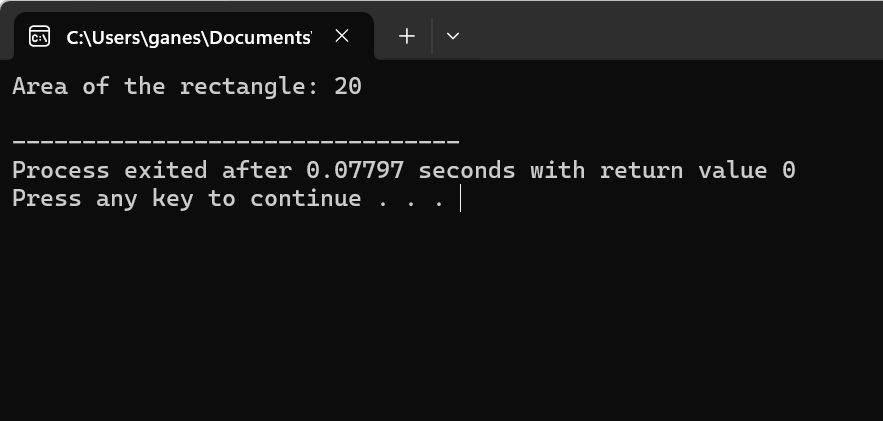 C:\Users\ganes\Documents\
Area of the rectangle: 20
--------------------------------
Process exited after 0.07797 seconds with return value 0
Press any key to continue . . .